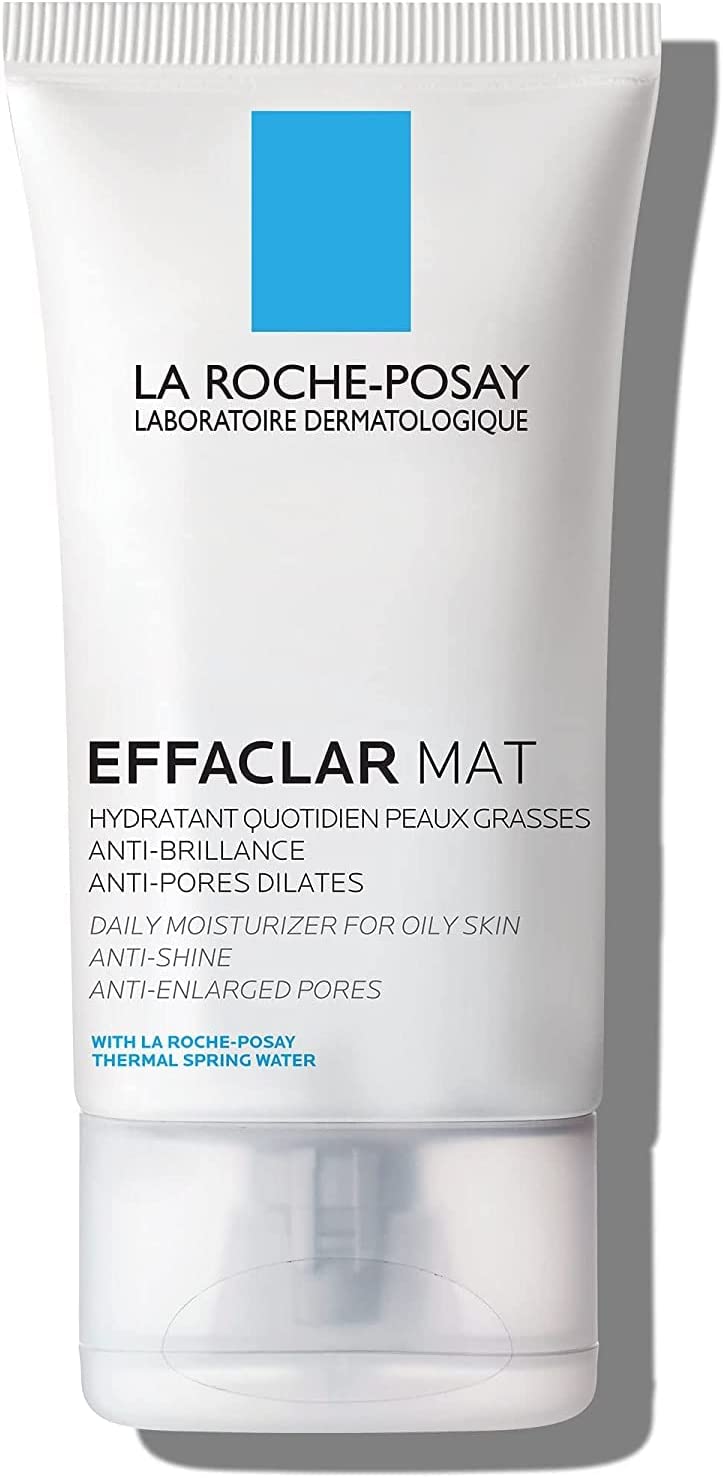 LA ROCHE-POSAY
LABORATOIRE DERMATOLOGIQUE
EFFACLAR MAT
HYDRATANT QUOTIDIEN PEAUX GRASSES
ANTI-BRILLANCE
ANTI-PORES DILATES
DAILY MOISTURIZER FOR OILY SKIN
ANTI-SHINE
ANTI-ENLARGED PORES
WITH LA ROCHE-POSAY
THERMAL SPRING WATER